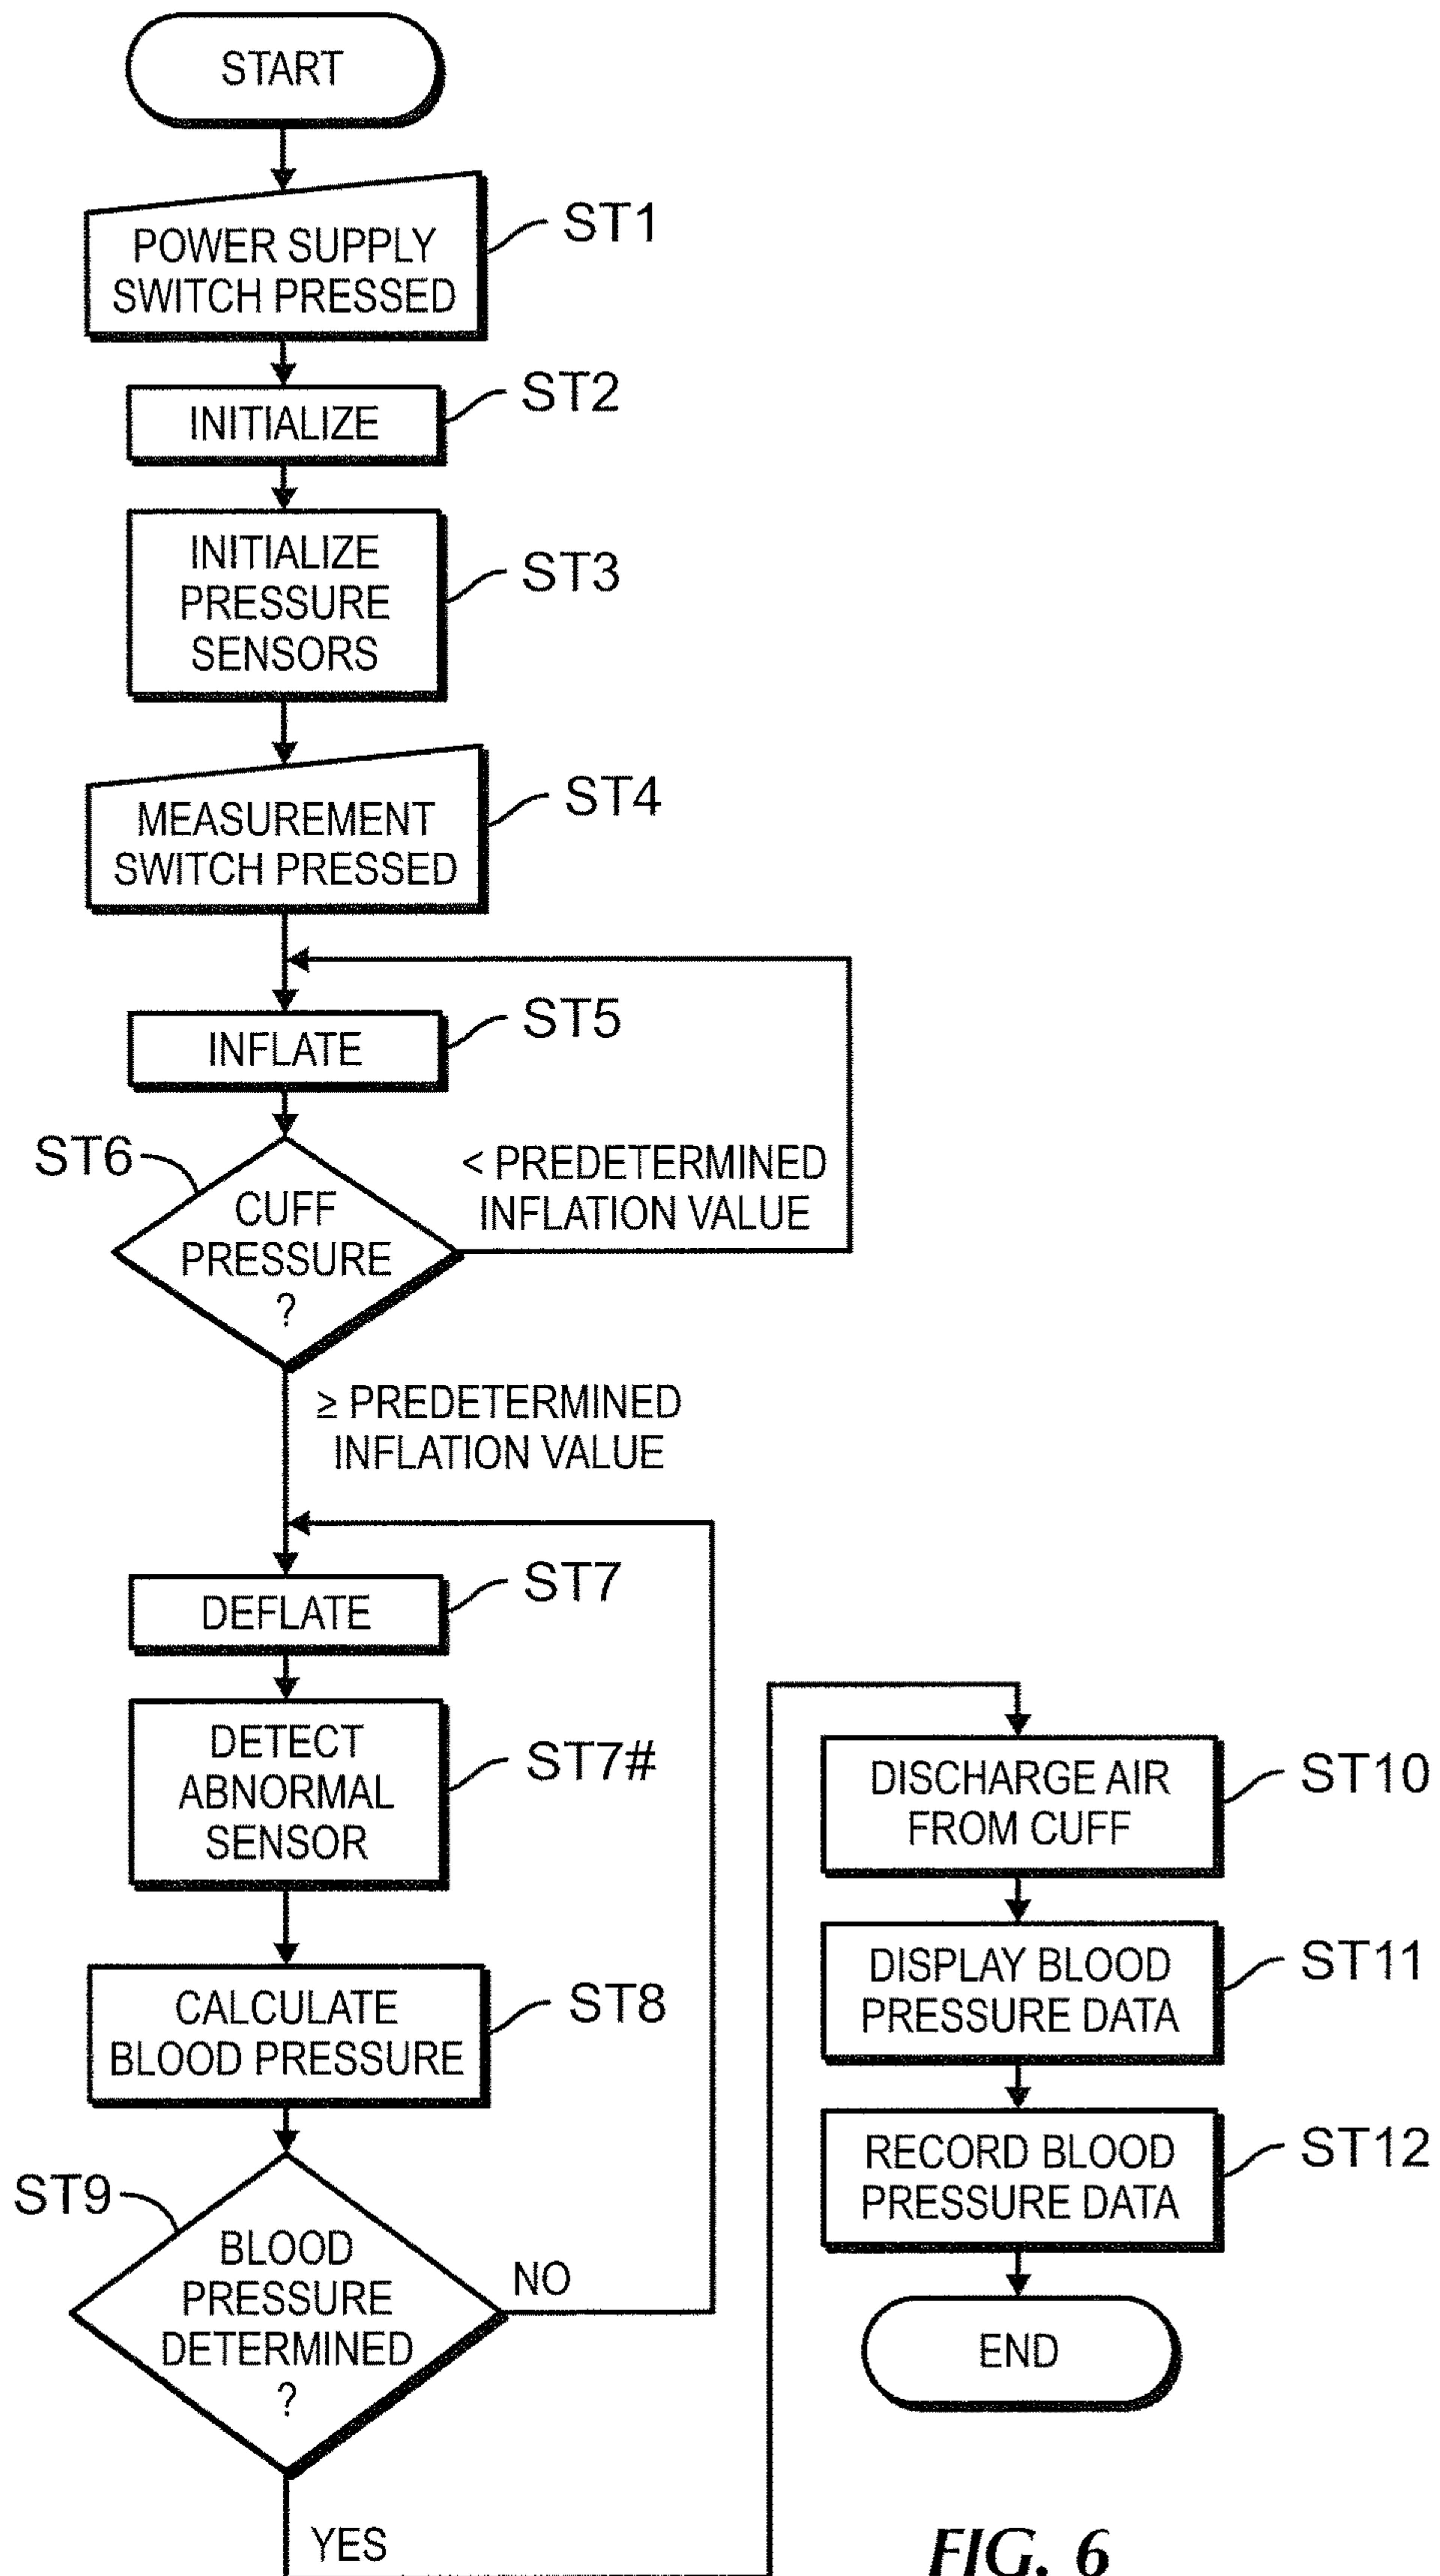 START
POWER SUPPLY
SWITCH PRESSED
ST1
INITIALIZE
ST2
INITIALIZE
PRESSURE
SENSORS
ST3
MEASUREMENT
SWITCH PRESSED
ST4
INFLATE
ST5
ST6
CUFF
PRESSURE
?
< PREDETERMINED
INFLATION VALUE
≥ PREDETERMINED
INFLATION VALUE
DEFLATE
ST7
DETECT
ABNORMAL
SENSOR
ST7#
CALCULATE
BLOOD PRESSURE
ST8
ST9
BLOOD
PRESSURE
DETERMINED
?
NO
YES
DISCHARGE AIR
FROM CUFF
ST10
DISPLAY BLOOD
PRESSURE DATA
ST11
RECORD BLOOD
PRESSURE DATA
ST12
END
FIG. 6